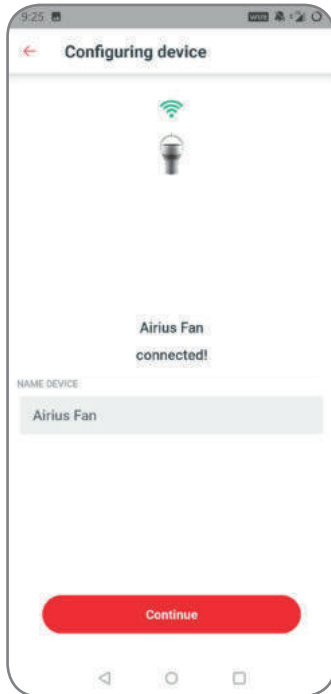 9:25
Configuring device
Airius Fan
connected!
NAME DEVICE
Airius Fan
Continue